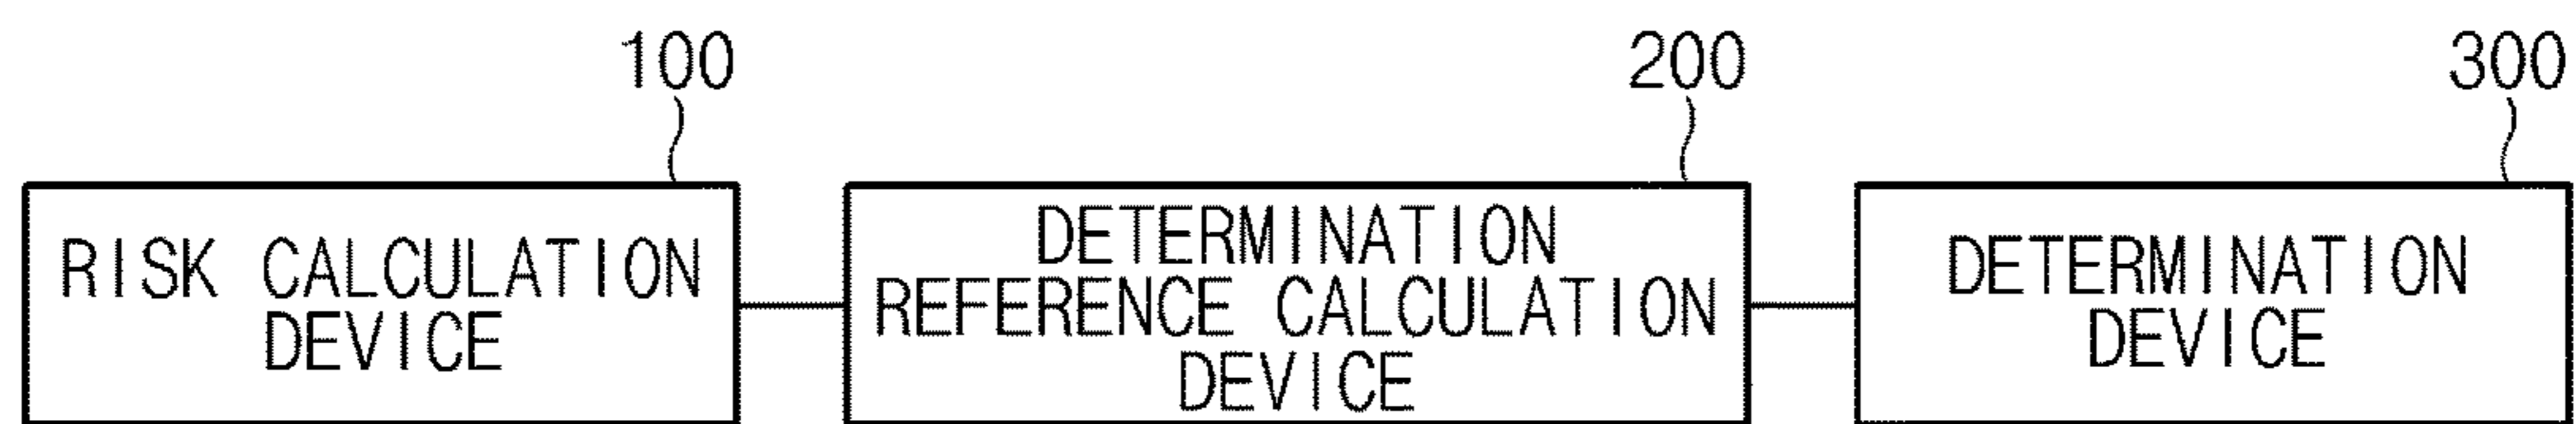 100
200
300
RISK CALCULATION
DEVICE
DETERMINATION
REFERENCE CALCULATION
DEVICE
DETERMINATION
DEVICE